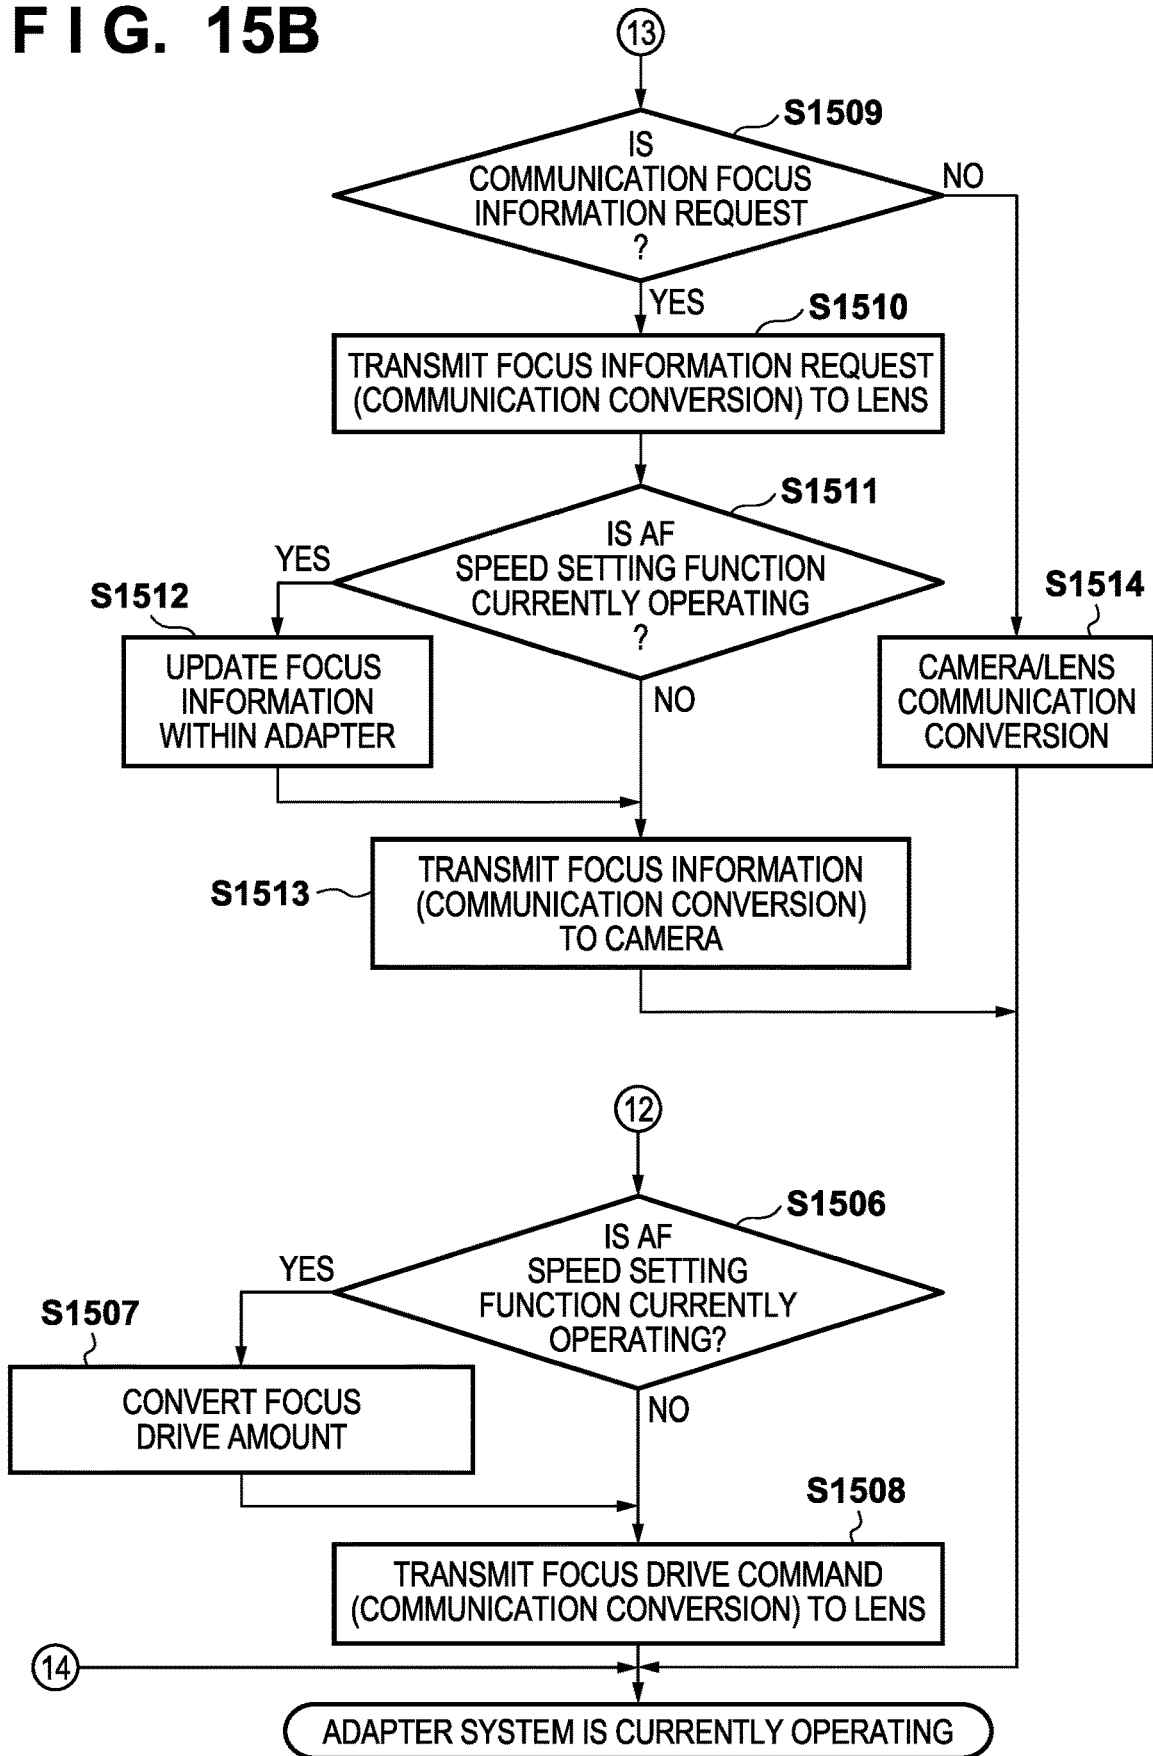 FIG. 15B
13
S1509
IS
COMMUNICATION FOCUS
INFORMATION REQUEST
?
NO
YES
S1510
TRANSMIT FOCUS INFORMATION REQUEST
(COMMUNICATION CONVERSION) TO LENS
S1511
IS AF
SPEED SETTING FUNCTION
CURRENTLY OPERATING
?
YES
NO
S1512
UPDATE FOCUS
INFORMATION
WITHIN ADAPTER
S1514
CAMERA/LENS
COMMUNICATION
CONVERSION
S1513
TRANSMIT FOCUS INFORMATION
(COMMUNICATION CONVERSION)
TO CAMERA
12
S1506
IS AF
SPEED SETTING
FUNCTION CURRENTLY
OPERATING?
YES
NO
S1507
CONVERT FOCUS
DRIVE AMOUNT
S1508
TRANSMIT FOCUS DRIVE COMMAND
(COMMUNICATION CONVERSION) TO LENS
14
ADAPTER SYSTEM IS CURRENTLY OPERATING